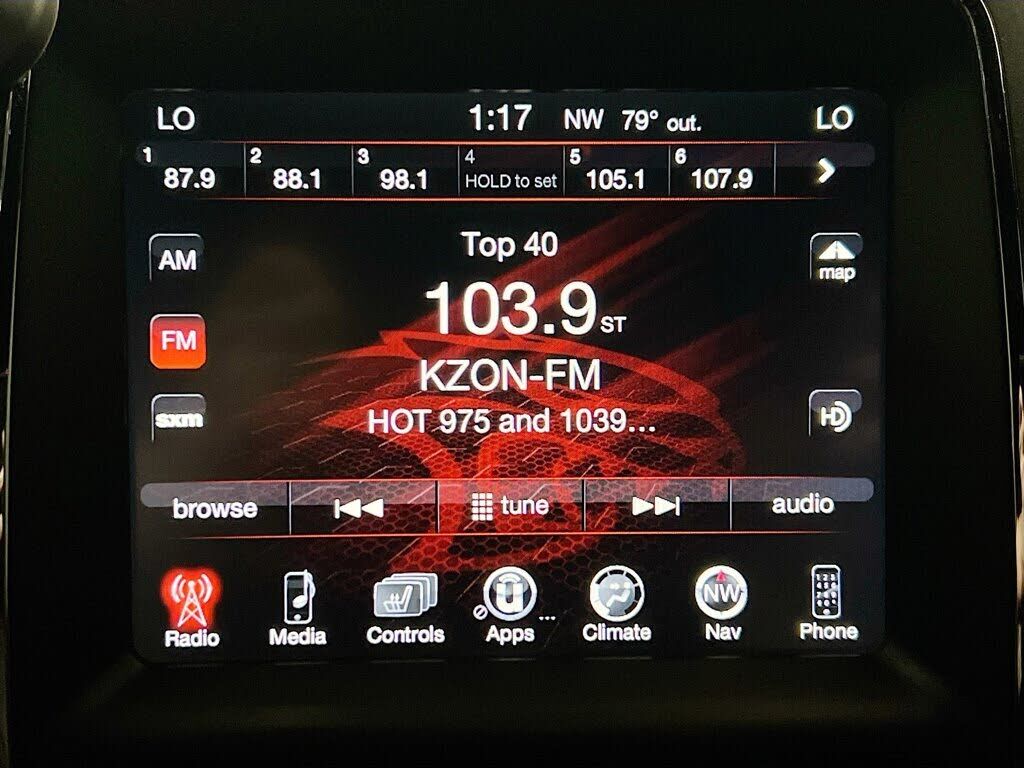 LO 1:17 NW 79° out. LO
1 87.9 2 88.1 3 98.1 4 HOLD to set 5 105.1 6 107.9
AM
Top 40
map
103.9 ST
FM
KZON-FM
sxm
HOT 975 and 1039...
HD
browse tune audio
Radio Media Controls Apps ... Climate NW Nav Phone